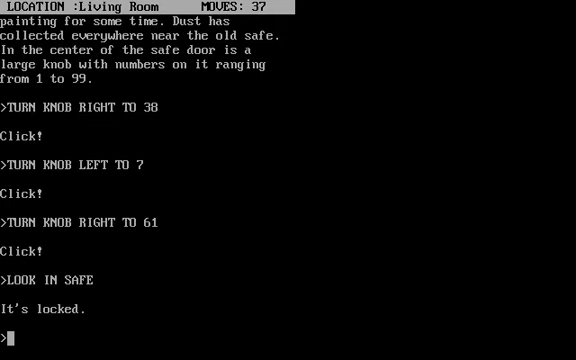 LOCATION :Living Room MOVES: 37
painting for some time. Dust has
collected everywhere near the old safe.
In the center of the safe door is a
large knob with numbers on it ranging
from 1 to 99.
>TURN KNOB RIGHT TO 38
Click!
>TURN KNOB LEFT TO 7
Click!
>TURN KNOB RIGHT TO 61
Click!
>LOOK IN SAFE
It's locked.
>